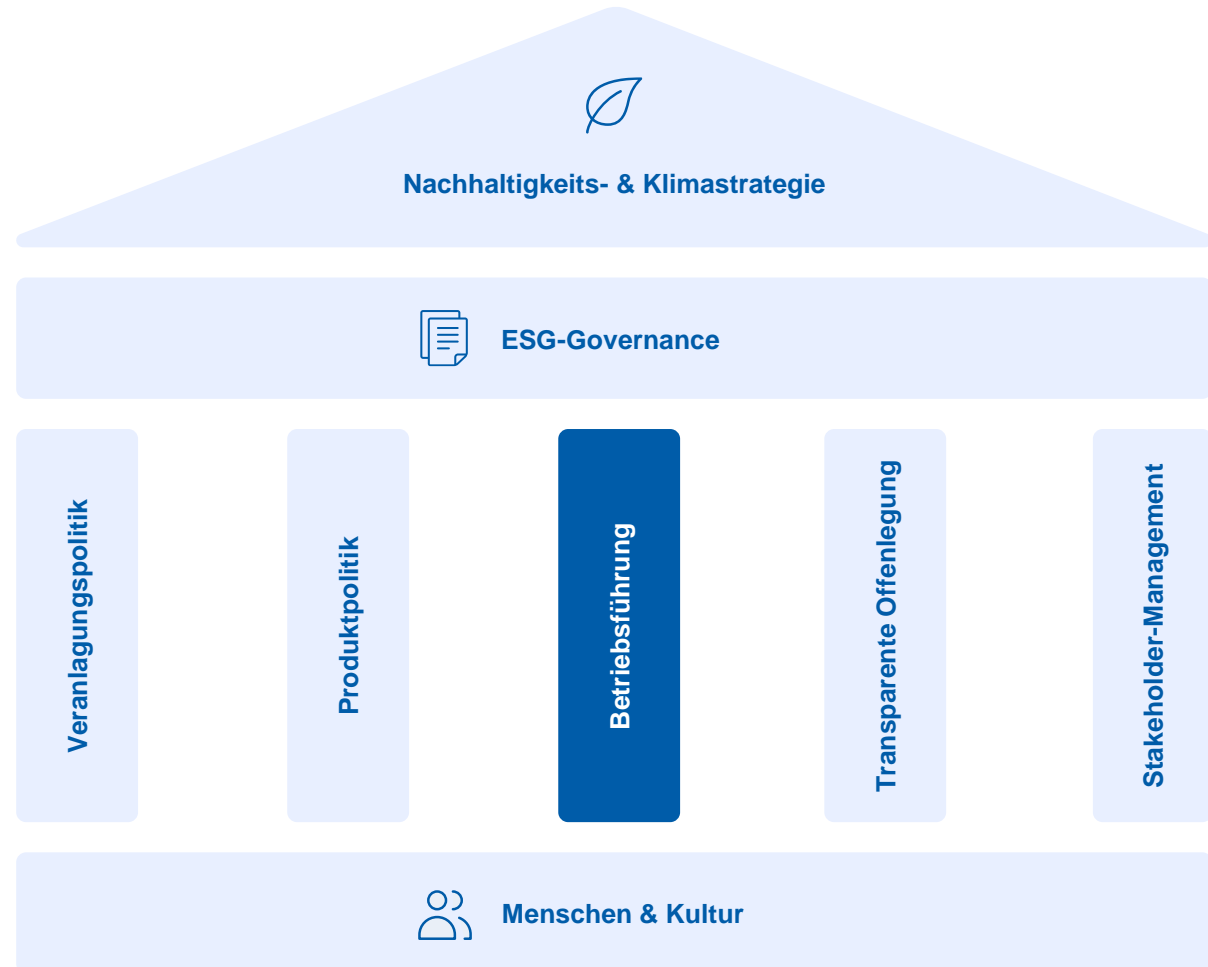 Nachhaltigkeits- & Klimastrategie
ESG-Governance
Veranlagungspolitik
Produktpolitik
Betriebsführung
Transparente Offenlegung
Stakeholder-Management
Menschen & Kultur